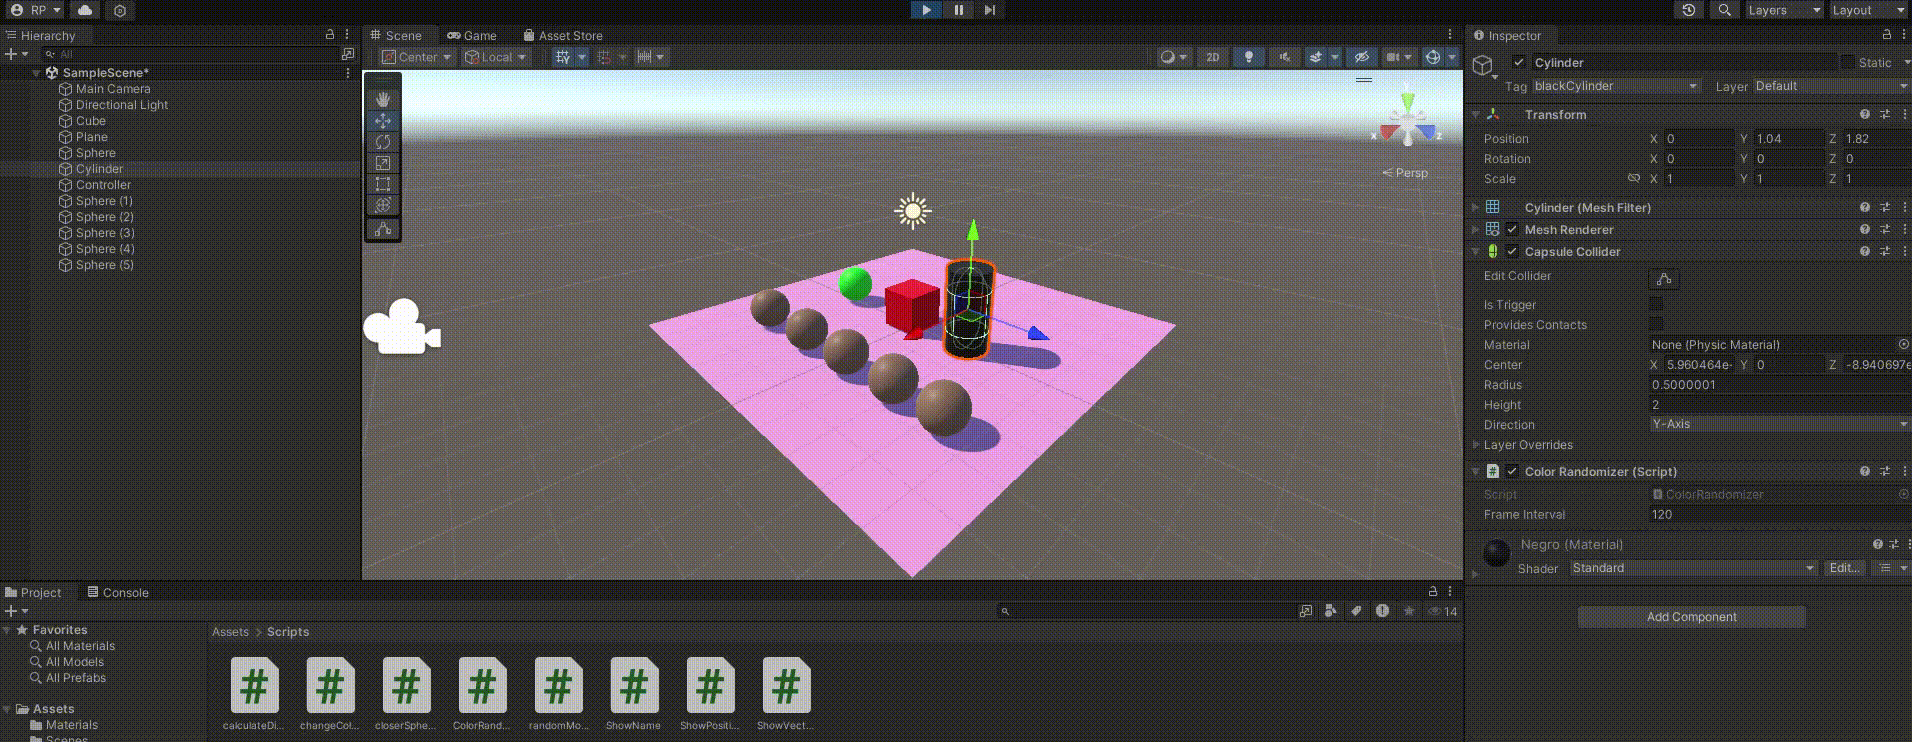 RP
Layers
Layout
Hierarchy
All
SampleScene*
Main Camera
Directional Light
Cube
Plane
Sphere
Cylinder
Controller
Sphere (1)
Sphere (2)
Sphere (3)
Sphere (4)
Sphere (5)
Scene
Game
Asset Store
Center
Local
2D
Y
X
Z
Persp
Inspector
Cylinder
Static
Tag blackCylinder Layer Default
Transform
Position X 0 Y 1.04 Z 1.82
Rotation X 0 Y 0 Z 0
Scale X 1 Y 1 Z 1
Cylinder (Mesh Filter)
Mesh Renderer
Capsule Collider
Edit Collider
Is Trigger
Provides Contacts
Material None (Physic Material)
Center X 5.960464e- Y 0 Z -8.940697e
Radius 0.5000001
Height 2
Direction Y-Axis
Layer Overrides
Color Randomizer (Script)
Script ColorRandomizer
Frame Interval 120
Negro (Material)
Shader Standard Edit...
Add Component
Project
Console
14
Favorites
All Materials
All Models
All Prefabs
Assets
Materials
Scenes
Assets > Scripts
calculateDi...
changeCol...
closerSphe...
ColorRand...
randomMo...
ShowName
ShowPositi...
ShowVect...